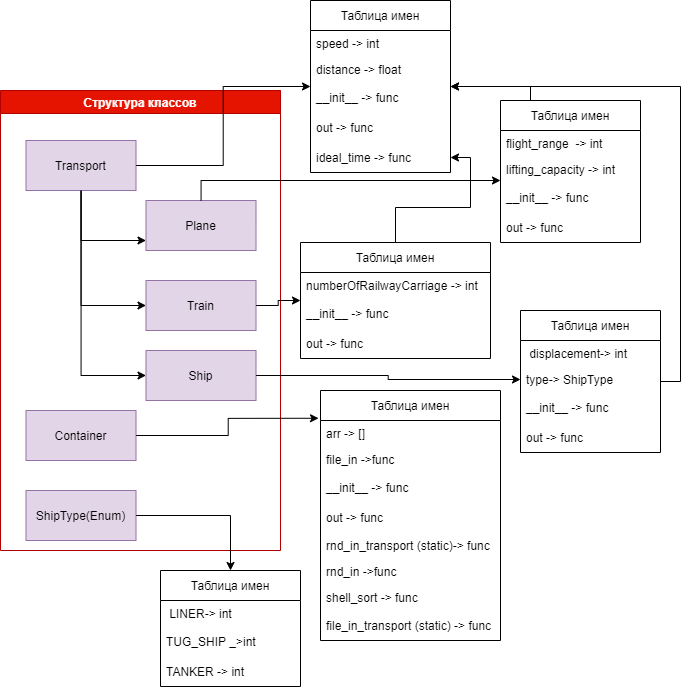 Таблица имен
speed -> int
distance -> float
__init__ -> func
out -> func
ideal_time -> func
Структура классов
Transport
Plane
Train
Ship
Container
ShipType(Enum)
Таблица имен
flight_range -> int
lifting_capacity -> int
__init__ -> func
out -> func
Таблица имен
numberOfRailwayCarriage -> int
__init__ -> func
out -> func
Таблица имен
displacement-> int
type-> ShipType
__init__ -> func
out -> func
Таблица имен
arr -> []
file_in ->func
__init__ -> func
out -> func
rnd_in_transport (static)-> func
rnd_in ->func
shell_sort -> func
file_in_transport (static) -> func
Таблица имен
LINER-> int
TUG_SHIP _>int
TANKER -> int